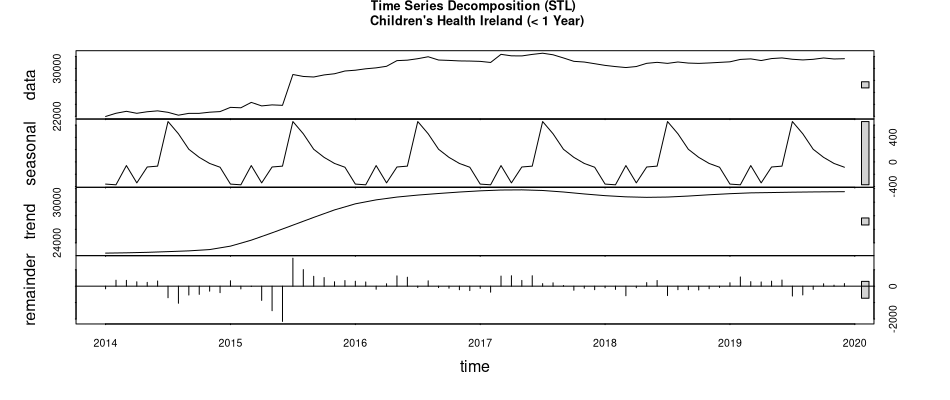 Time Series Decomposition (STL)
Children's Health Ireland (< 1 Year)
data
22000 30000
seasonal
-400 0 400
trend
24000 30000
remainder
-2000 0
2014 2015 2016 2017 2018 2019 2020
time